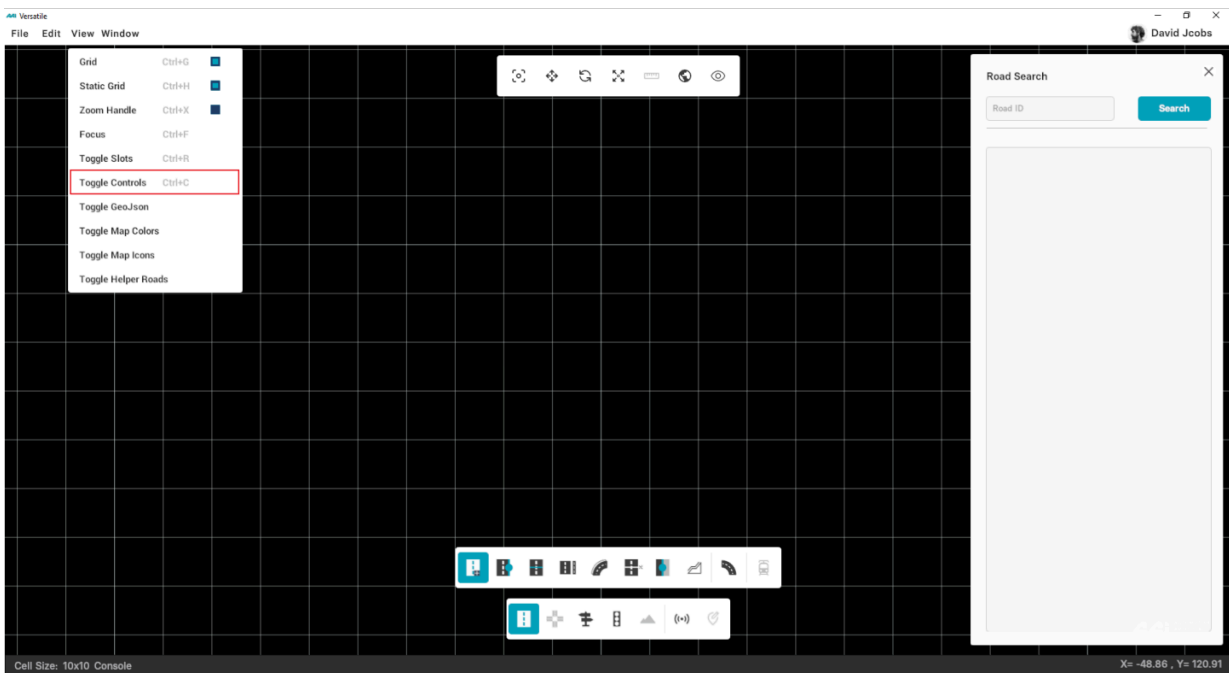 Versatile
File Edit View Window
David Jcobs
Grid Ctrl+G
Static Grid Ctrl+H
Zoom Handle Ctrl+X
Focus Ctrl+F
Toggle Slots Ctrl+R
Toggle Controls Ctrl+C
Toggle GeoJson
Toggle Map Colors
Toggle Map Icons
Toggle Helper Roads
Road Search
Road ID Search
Cell Size: 10x10 Console
X= -48.86 , Y= 120.91